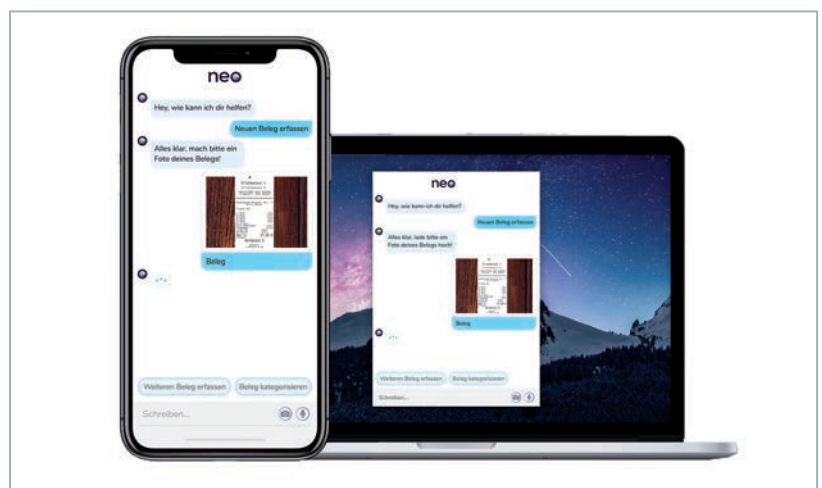 neo
Hey, wie kann ich dir helfen?
Neuen Beleg erfassen
Alles klar, mach bitte ein
Foto deines Belegs!
Beleg
Weiteren Beleg erfassen
Beleg kategorisieren
Schreiben...
neo
Hey, wie kann ich dir helfen?
Neuen Beleg erfassen
Alles klar, lade bitte ein
Foto deines Belegs hoch!
Beleg
Weiteren Beleg erfassen
Beleg kategorisieren
Schreiben...